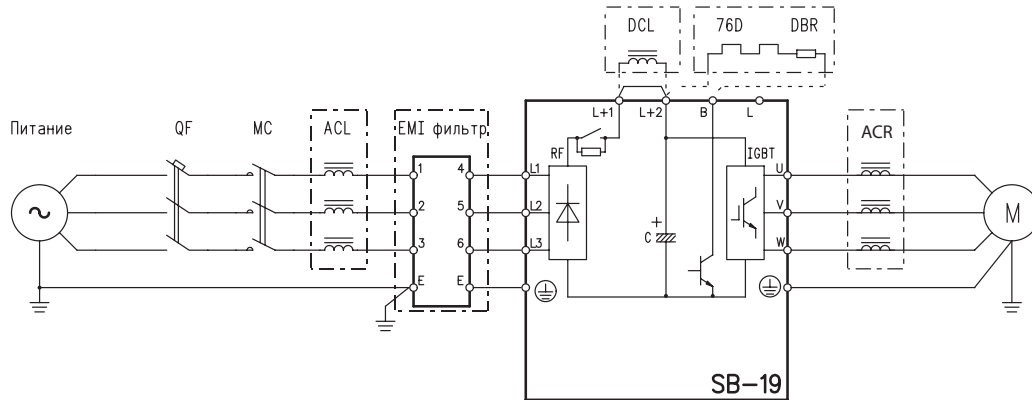 DCL
76D DBR
L+1 L+2 B L
Питание QF MC ACL EMI фильтр ACR
RF IGBT
1 4 L1 U
2 5 L2 V M
+
C
3 6 L3 W
E E
SB-19